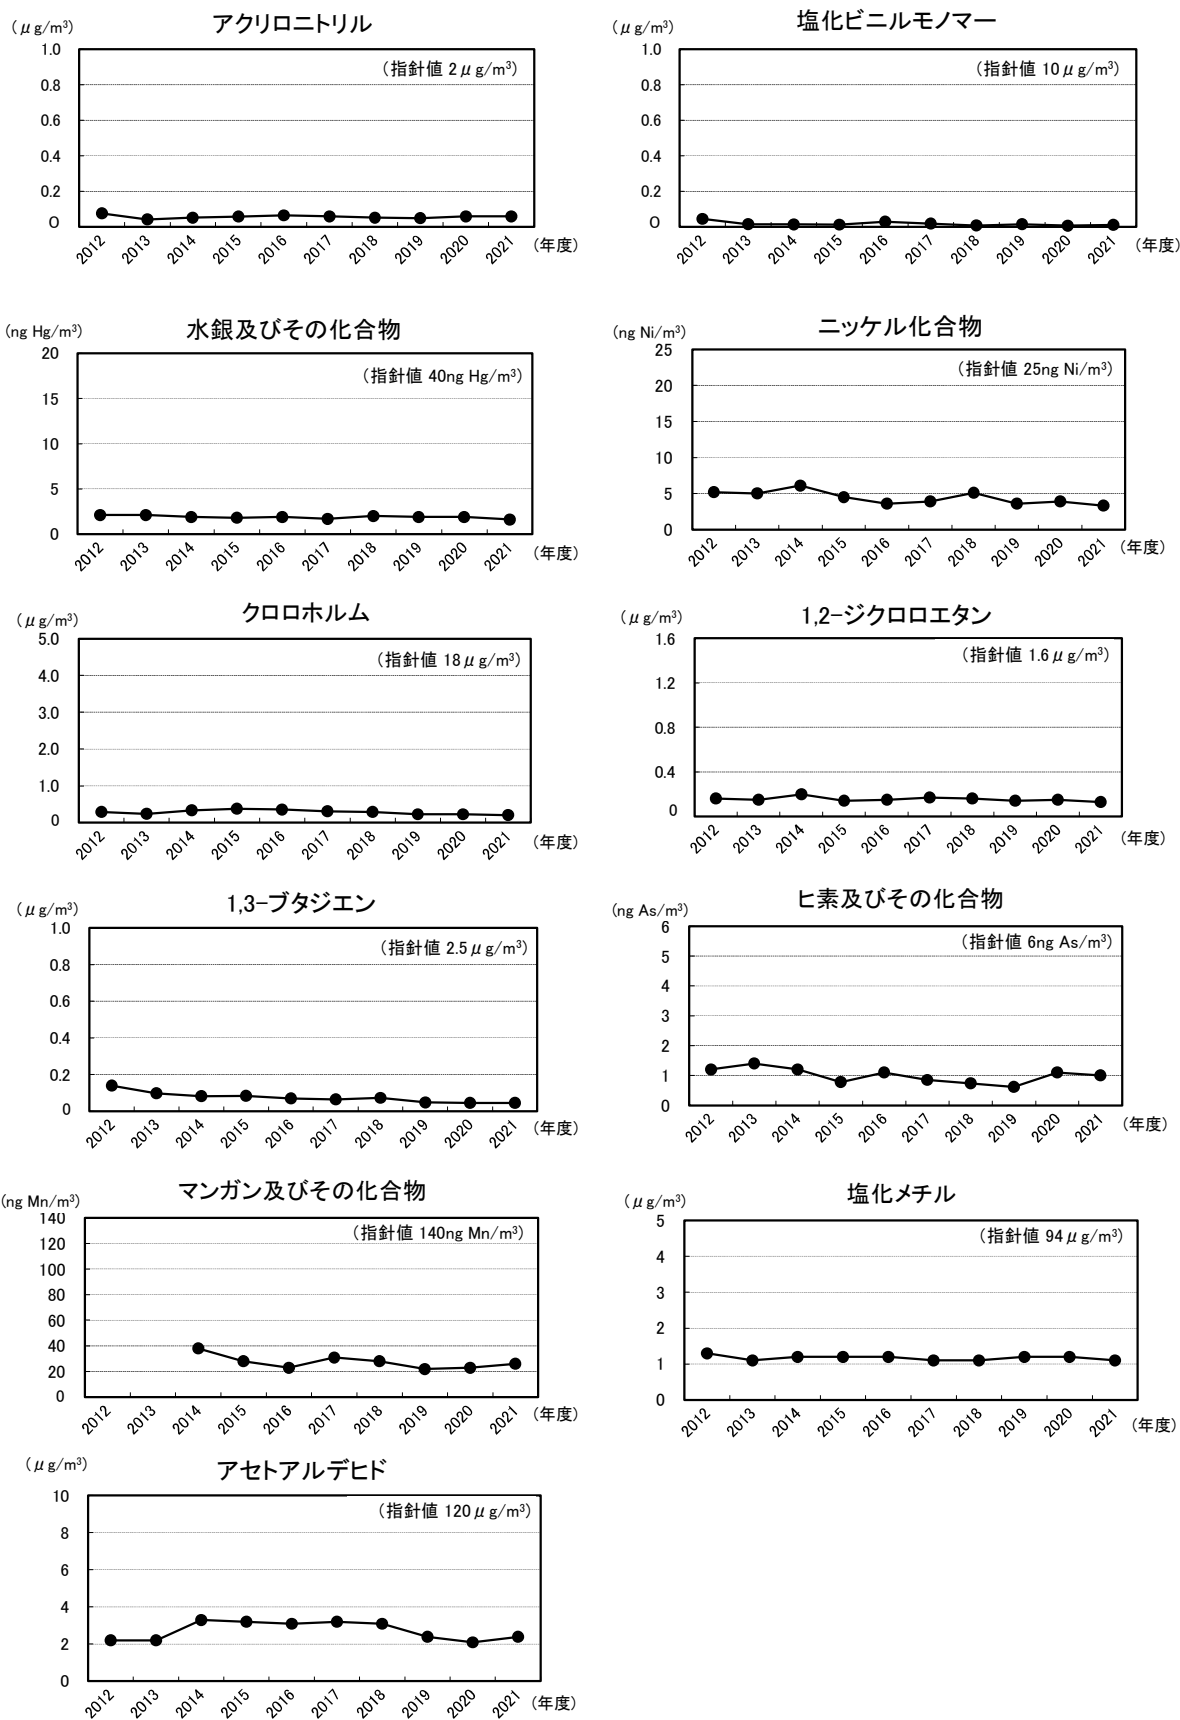 アクリロニトリル
(μg/m³)
(指針値 2μg/m³)
1.0
0.8
0.6
0.4
0.2
0
2012 2013 2014 2015 2016 2017 2018 2019 2020 2021 (年度)
塩化ビニルモノマー
(μg/m³)
(指針値 10μg/m³)
1.0
0.8
0.6
0.4
0.2
0
2012 2013 2014 2015 2016 2017 2018 2019 2020 2021 (年度)
水銀及びその化合物
(ng Hg/m³)
(指針値 40ng Hg/m³)
20
15
10
5
0
2012 2013 2014 2015 2016 2017 2018 2019 2020 2021 (年度)
ニッケル化合物
(ng Ni/m³)
(指針値 25ng Ni/m³)
25
20
15
10
5
0
2012 2013 2014 2015 2016 2017 2018 2019 2020 2021 (年度)
クロロホルム
(μg/m³)
(指針値 18μg/m³)
5.0
4.0
3.0
2.0
1.0
0
2012 2013 2014 2015 2016 2017 2018 2019 2020 2021 (年度)
1,2-ジクロロエタン
(μg/m³)
(指針値 1.6μg/m³)
1.6
1.2
0.8
0.4
0
2012 2013 2014 2015 2016 2017 2018 2019 2020 2021 (年度)
1,3-ブタジエン
(μg/m³)
(指針値 2.5μg/m³)
1.0
0.8
0.6
0.4
0.2
0
2012 2013 2014 2015 2016 2017 2018 2019 2020 2021 (年度)
ヒ素及びその化合物
(ng As/m³)
(指針値 6ng As/m³)
6
5
4
3
2
1
0
2012 2013 2014 2015 2016 2017 2018 2019 2020 2021 (年度)
マンガン及びその化合物
(ng Mn/m³)
(指針値 140ng Mn/m³)
140
120
100
80
60
40
20
0
2012 2013 2014 2015 2016 2017 2018 2019 2020 2021 (年度)
塩化メチル
(μg/m³)
(指針値 94μg/m³)
5
4
3
2
1
0
2012 2013 2014 2015 2016 2017 2018 2019 2020 2021 (年度)
アセトアルデヒド
(μg/m³)
(指針値 120μg/m³)
10
8
6
4
2
0
2012 2013 2014 2015 2016 2017 2018 2019 2020 2021 (年度)